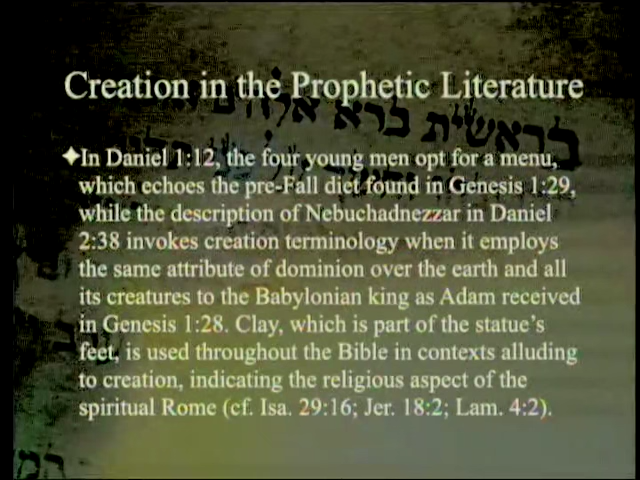 Creation in the Prophetic Literature
בראשית ברא אלהים
✦In Daniel 1:12, the four young men opt for a menu,
which echoes the pre-Fall diet found in Genesis 1:29,
while the description of Nebuchadnezzar in Daniel
2:38 invokes creation terminology when it employs
the same attribute of dominion over the earth and all
its creatures to the Babylonian king as Adam received
in Genesis 1:28. Clay, which is part of the statue's
feet, is used throughout the Bible in contexts alluding
to creation, indicating the religious aspect of the
spiritual Rome (cf. Isa. 29:16; Jer. 18:2; Lam. 4:2).